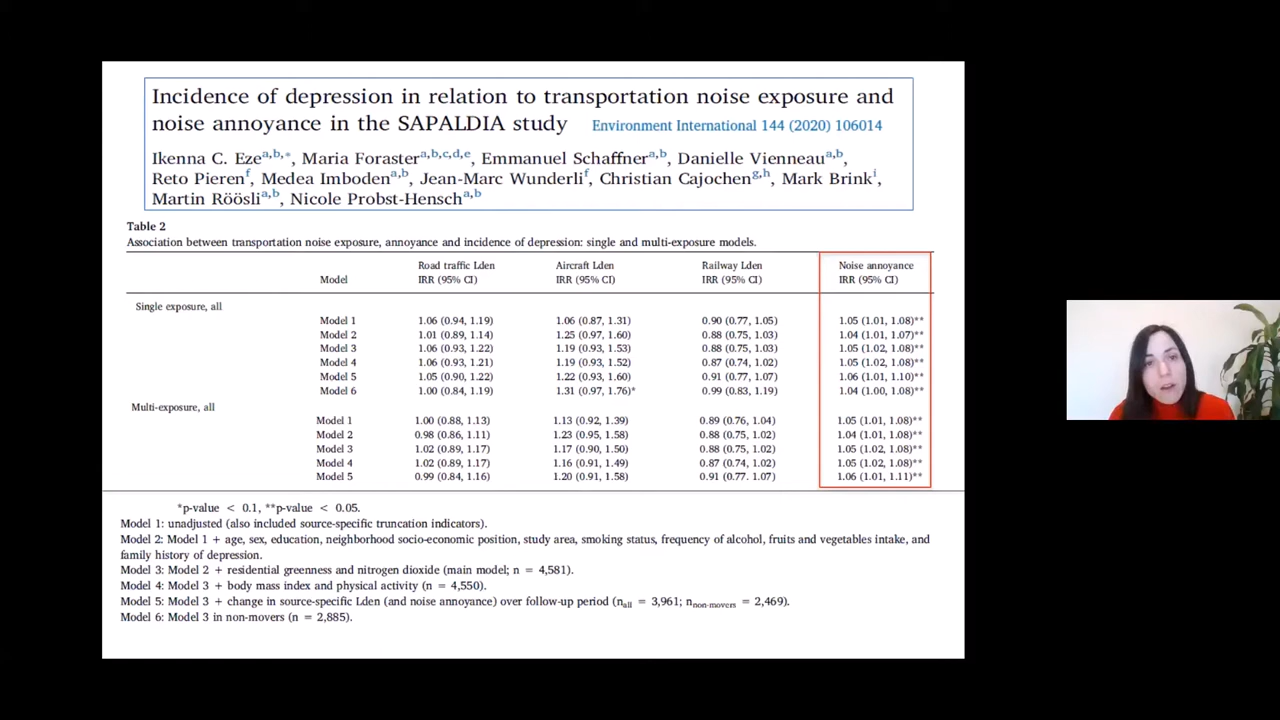 Incidence of depression in relation to transportation noise exposure and
noise annoyance in the SAPALDIA study Environment International 144 (2020) 106014
Ikenna C. Eze a,b,*, Maria Foraster a,b,c,d,e, Emmanuel Schaffner a,b, Danielle Vienneau a,b,
Reto Pieren f, Medea Imboden a,b, Jean-Marc Wunderli f, Christian Cajochen g,h, Mark Brink i,
Martin Röösli a,b, Nicole Probst-Hensch a,b
Table 2
Association between transportation noise exposure, annoyance and incidence of depression: single and multi-exposure models.
Road traffic Lden Aircraft Lden Railway Lden Noise annoyance
Model IRR (95% CI) IRR (95% CI) IRR (95% CI) IRR (95% CI)
Single exposure, all
Model 1 1.06 (0.94, 1.19) 1.06 (0.87, 1.31) 0.90 (0.77, 1.05) 1.05 (1.01, 1.08)**
Model 2 1.01 (0.89, 1.14) 1.25 (0.97, 1.60) 0.88 (0.75, 1.03) 1.04 (1.01, 1.07)**
Model 3 1.06 (0.93, 1.22) 1.19 (0.93, 1.53) 0.88 (0.75, 1.03) 1.05 (1.02, 1.08)**
Model 4 1.06 (0.93, 1.21) 1.19 (0.93, 1.52) 0.87 (0.74, 1.02) 1.05 (1.02, 1.08)**
Model 5 1.05 (0.90, 1.22) 1.22 (0.93, 1.60) 0.91 (0.77, 1.07) 1.06 (1.01, 1.10)**
Model 6 1.00 (0.84, 1.19) 1.31 (0.97, 1.76)* 0.99 (0.83, 1.19) 1.04 (1.00, 1.08)**
Multi-exposure, all
Model 1 1.00 (0.88, 1.13) 1.13 (0.92, 1.39) 0.89 (0.76, 1.04) 1.05 (1.01, 1.08)**
Model 2 0.98 (0.86, 1.11) 1.23 (0.95, 1.58) 0.88 (0.75, 1.02) 1.04 (1.01, 1.08)**
Model 3 1.02 (0.89, 1.17) 1.17 (0.90, 1.50) 0.88 (0.75, 1.02) 1.05 (1.02, 1.08)**
Model 4 1.02 (0.89, 1.17) 1.16 (0.91, 1.49) 0.87 (0.74, 1.02) 1.05 (1.02, 1.08)**
Model 5 0.99 (0.84, 1.16) 1.20 (0.91, 1.58) 0.91 (0.77. 1.07) 1.06 (1.01, 1.11)**
*p-value < 0.1, **p-value < 0.05.
Model 1: unadjusted (also included source-specific truncation indicators).
Model 2: Model 1 + age, sex, education, neighborhood socio-economic position, study area, smoking status, frequency of alcohol, fruits and vegetables intake, and
family history of depression.
Model 3: Model 2 + residential greenness and nitrogen dioxide (main model; n = 4,581).
Model 4: Model 3 + body mass index and physical activity (n = 4,550).
Model 5: Model 3 + change in source-specific Lden (and noise annoyance) over follow-up period (nall = 3,961; nnon-movers = 2,469).
Model 6: Model 3 in non-movers (n = 2,885).